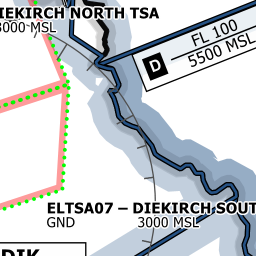 DIEKIRCH NORTH TSA
3000 MSL
FL 100
D
5500 MSL
ELTSA07 – DIEKIRCH SOUT
GND 3000 MSL
DIK